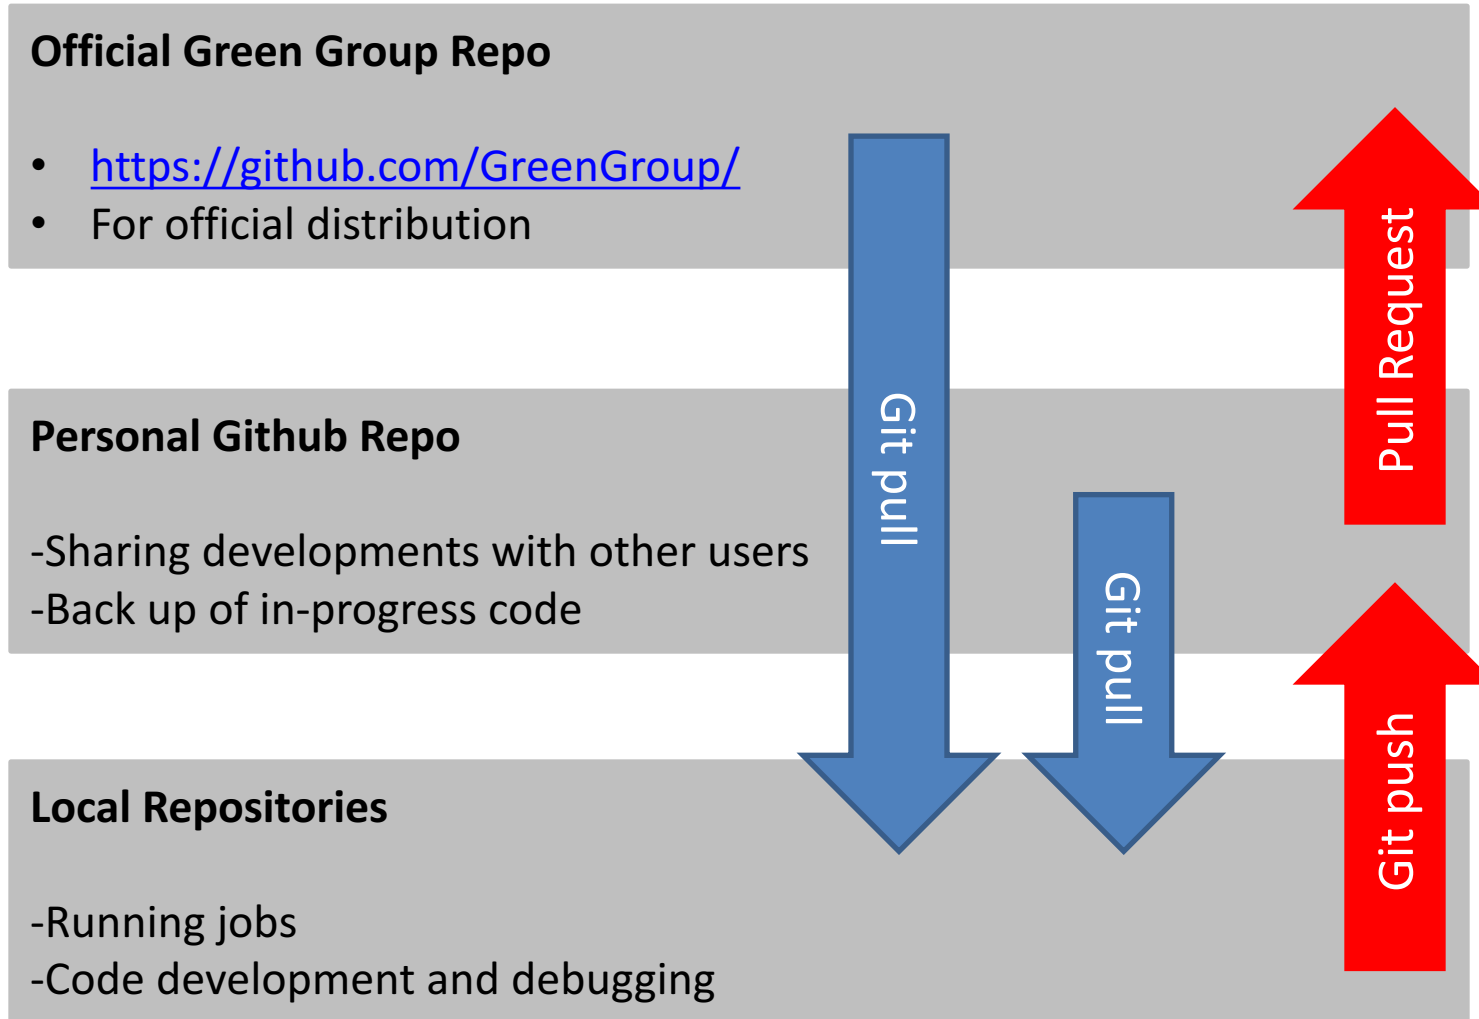 Official Green Group Repo
• https://github.com/GreenGroup/
• For official distribution
Pull Request
Git pull
Personal Github Repo
-Sharing developments with other users
-Back up of in-progress code
Git pull
Git push
Local Repositories
-Running jobs
-Code development and debugging